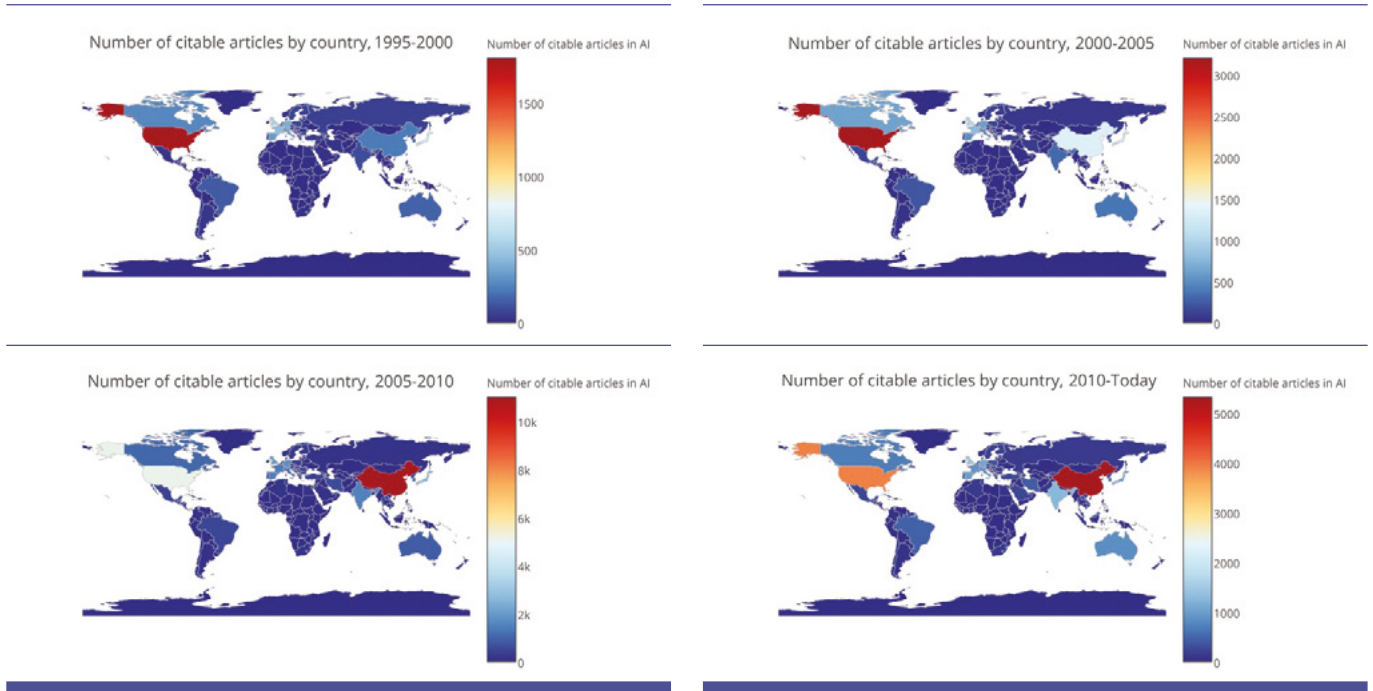 Number of citable articles by country, 1995-2000
Number of citable articles in AI
1500
1000
500
0
Number of citable articles by country, 2000-2005
Number of citable articles in AI
3000
2500
2000
1500
1000
500
0
Number of citable articles by country, 2005-2010
Number of citable articles in AI
10k
8k
6k
4k
2k
0
Number of citable articles by country, 2010-Today
Number of citable articles in AI
5000
4000
3000
2000
1000
0